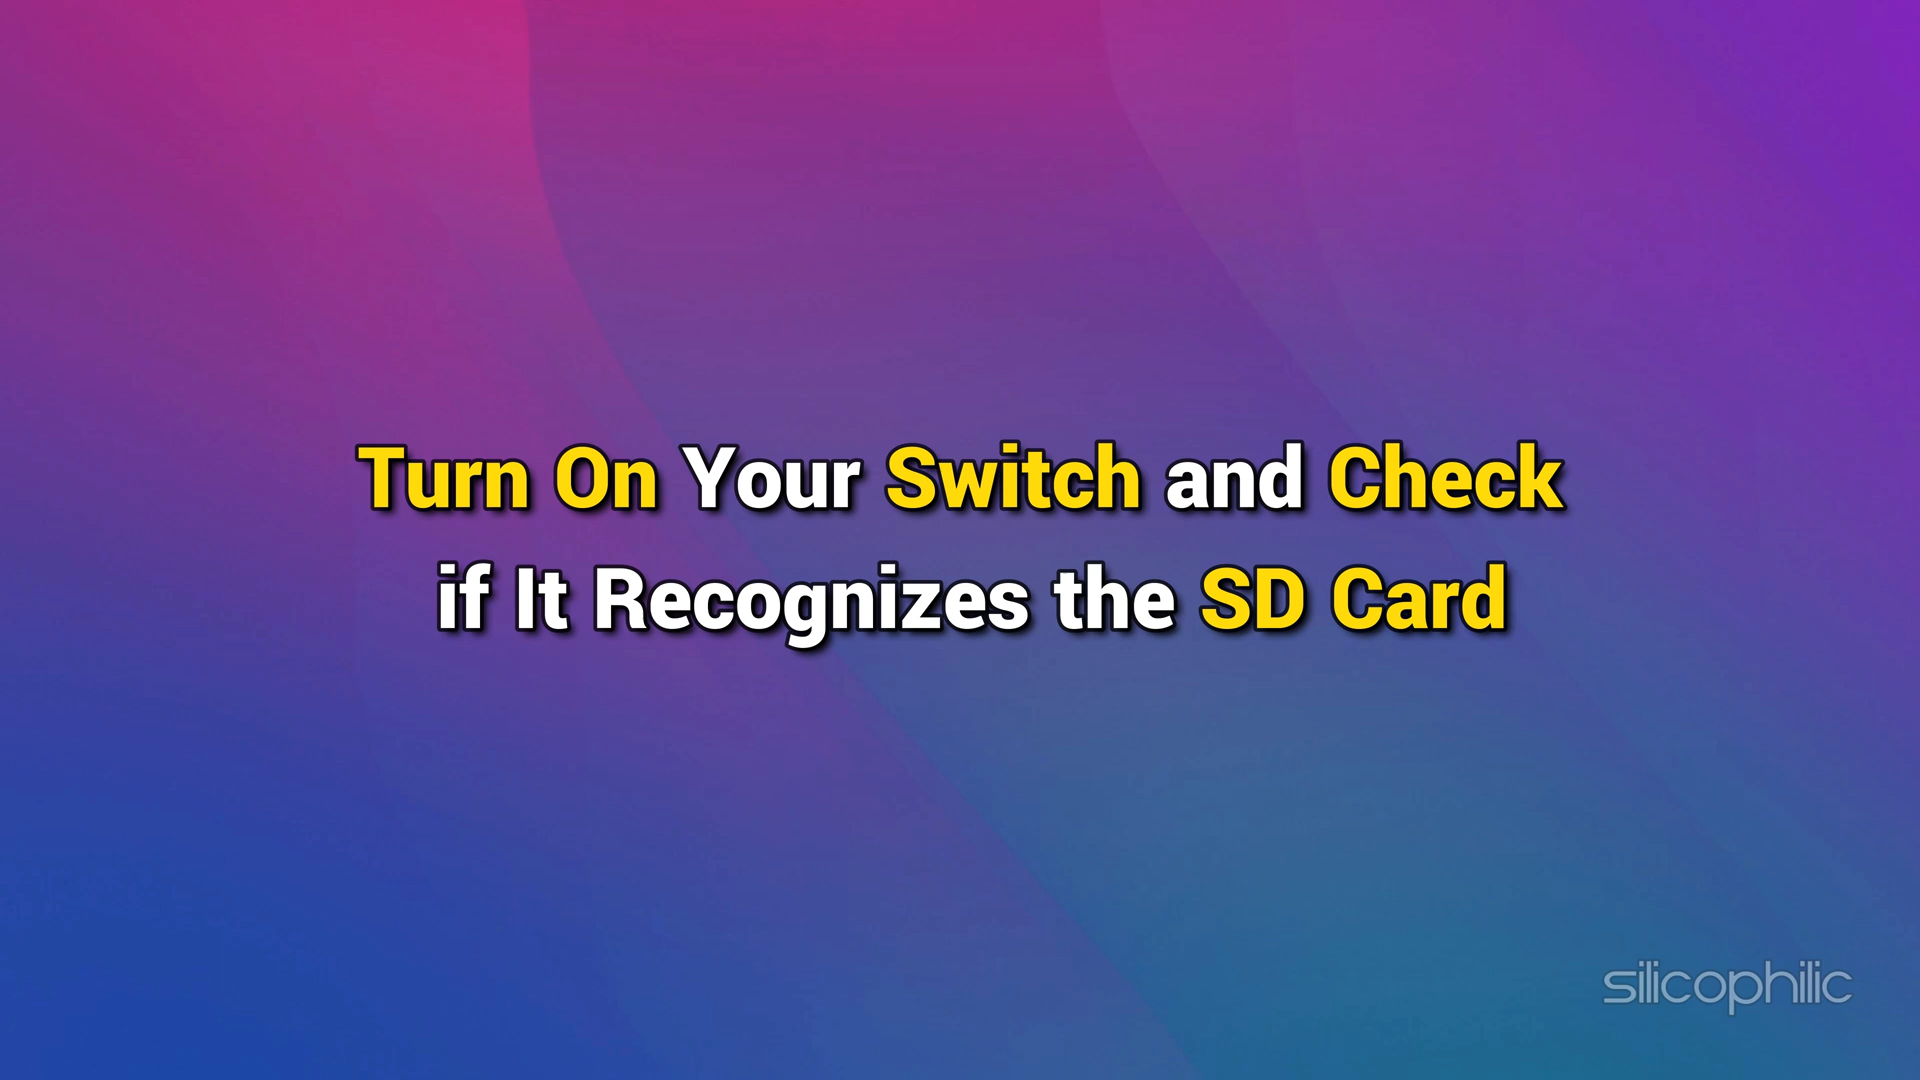 Turn On Your Switch and Check
if It Recognizes the SD Card
silicophilic